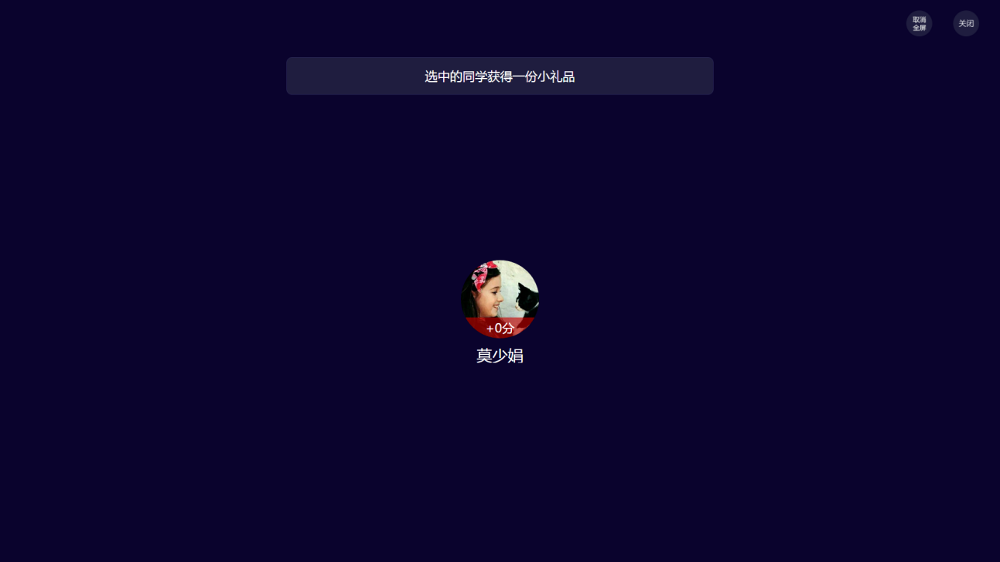 取消
全屏
关闭
选中的同学获得一份小礼品
+0分
莫少娟